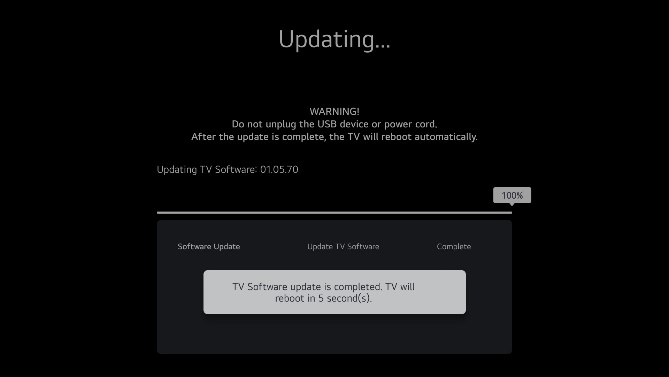 Updating...
WARNING!
Do not unplug the USB device or power cord.
After the update is complete, the TV will reboot automatically.
Updating TV Software: 01.05.70
100%
Software Update Update TV Software Complete
TV Software update is completed. TV will
reboot in 5 second(s).